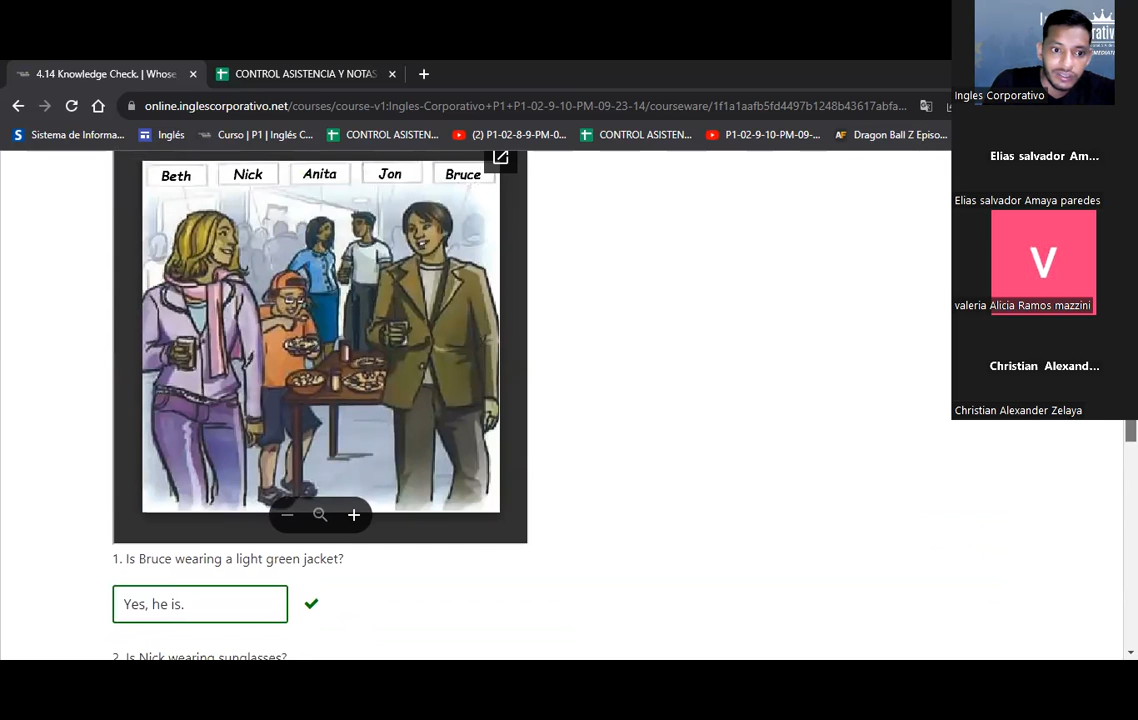 4.14 Knowledge Check. | Whose
CONTROL ASISTENCIA Y NOTAS
online.inglescorporativo.net/courses/course-v1:Ingles-Corporativo+P1+P1-02-9-10-PM-09-23-14/courseware/1f1a1aafb5fd4497b1248b43617abfa...
Sistema de Informa...
Inglés
Curso | P1 | Inglés C...
CONTROL ASISTEN...
(2) P1-02-8-9-PM-0...
CONTROL ASISTEN...
P1-02-9-10-PM-09-...
Dragon Ball Z Episo...
Beth
Nick
Anita
Jon
Bruce
1. Is Bruce wearing a light green jacket?
Yes, he is.
2. Is Nick wearing sunglasses?
Ingles Corporativo
Elias salvador Am...
Elias salvador Amaya paredes
V
valeria Alicia Ramos mazzini
Christian Alexand...
Christian Alexander Zelaya